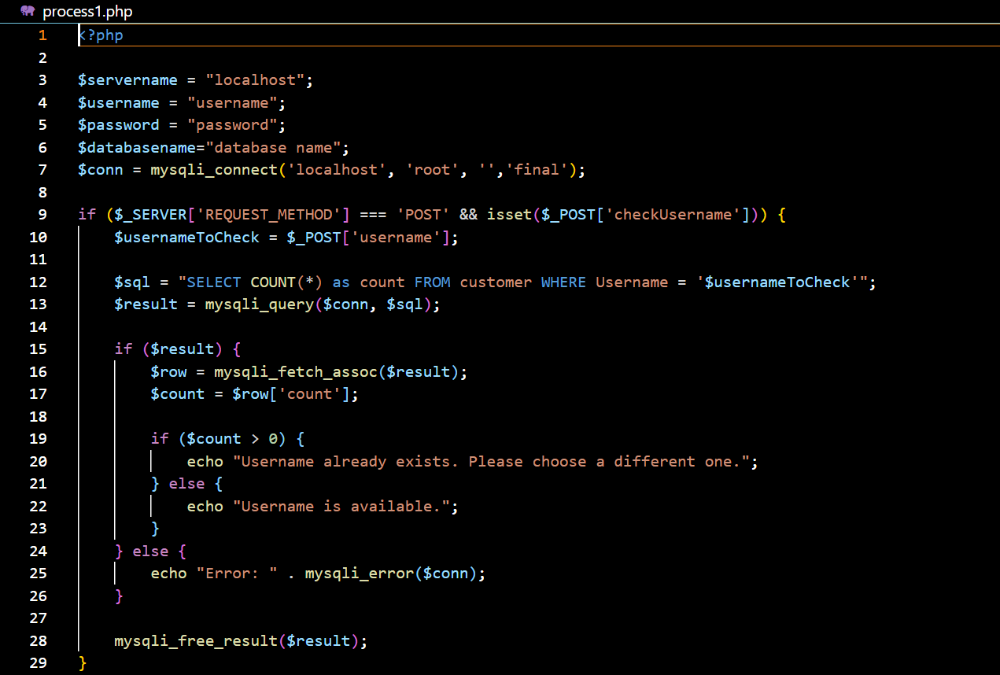 process1.php
1 <?php
2
3 $servername = "localhost";
4 $username = "username";
5 $password = "password";
6 $databasename="database name";
7 $conn = mysqli_connect('localhost', 'root', '','final');
8
9 if ($_SERVER['REQUEST_METHOD'] === 'POST' && isset($_POST['checkUsername'])) {
10     $usernameToCheck = $_POST['username'];
11
12     $sql = "SELECT COUNT(*) as count FROM customer WHERE Username = '$usernameToCheck'";
13     $result = mysqli_query($conn, $sql);
14
15     if ($result) {
16         $row = mysqli_fetch_assoc($result);
17         $count = $row['count'];
18
19         if ($count > 0) {
20             echo "Username already exists. Please choose a different one.";
21         } else {
22             echo "Username is available.";
23         }
24     } else {
25         echo "Error: " . mysqli_error($conn);
26     }
27
28     mysqli_free_result($result);
29 }